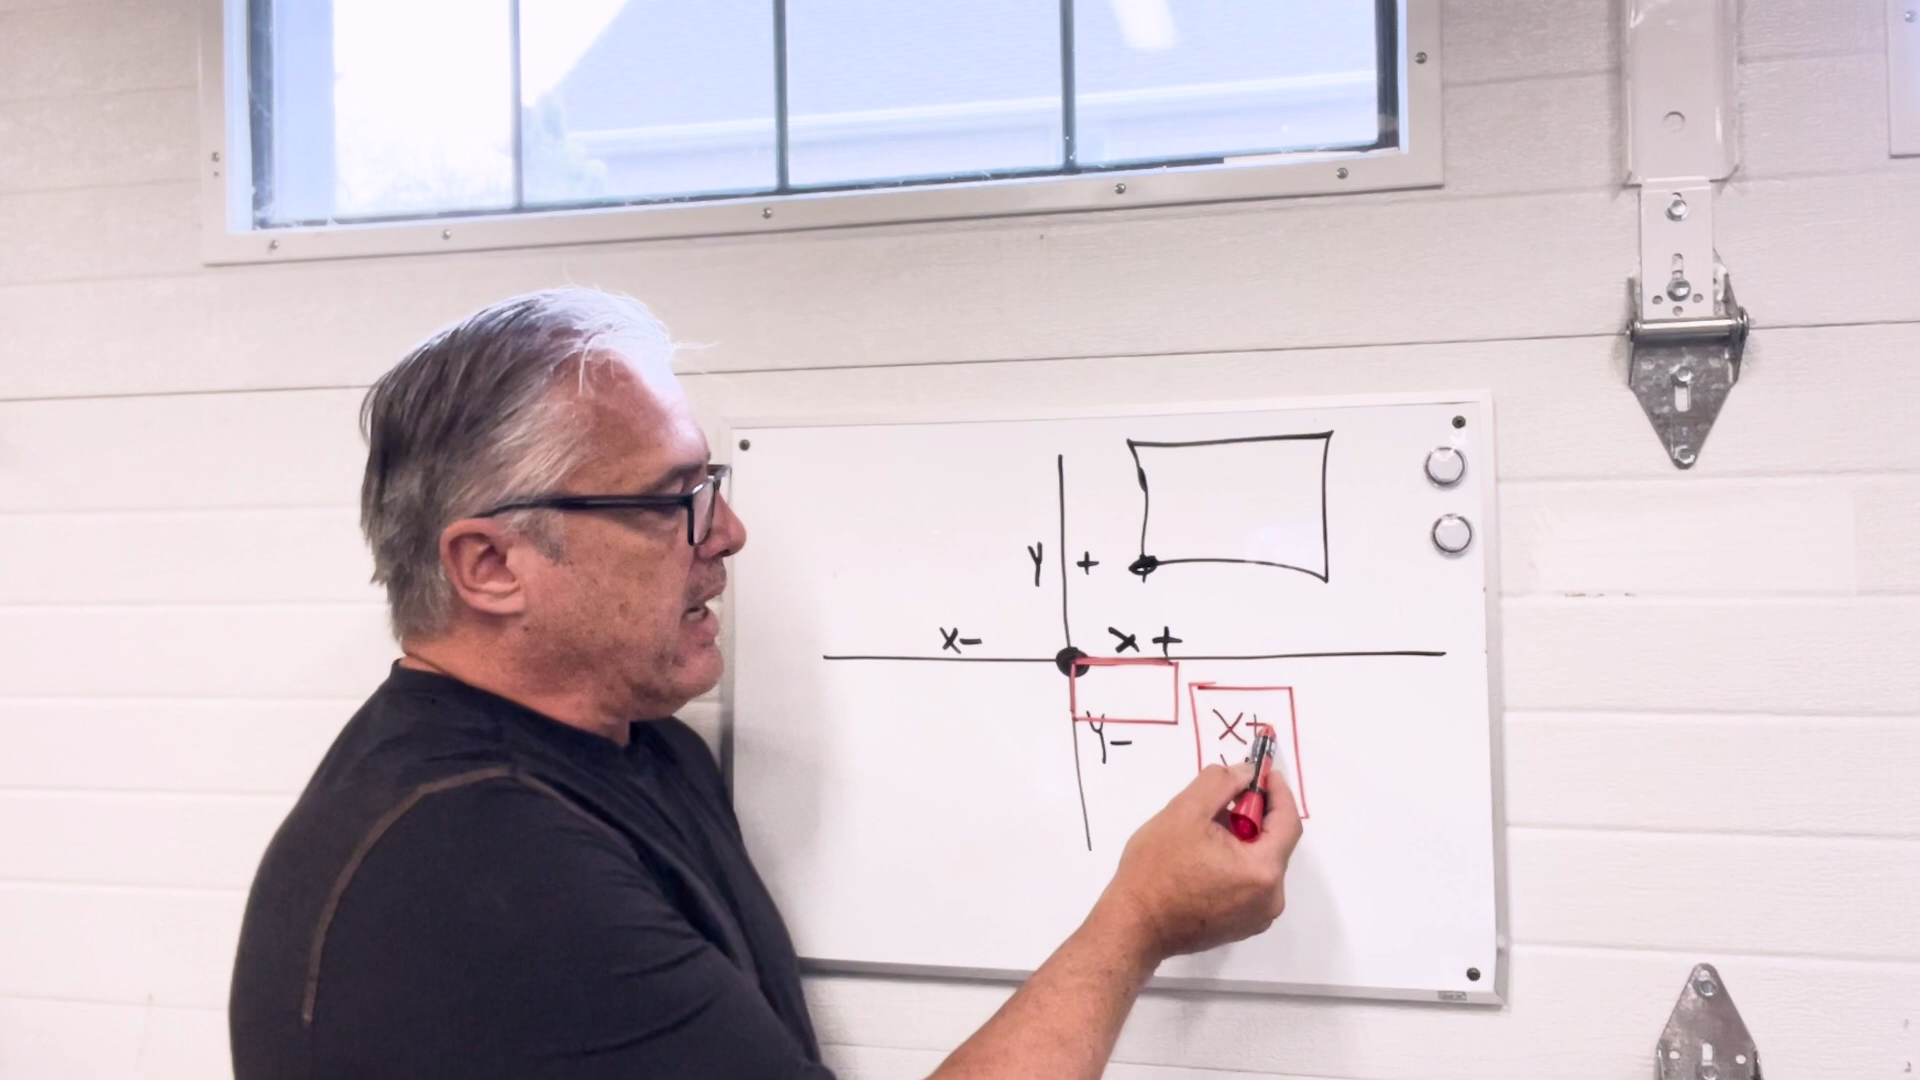 Y +
X- X +
Y-
X+